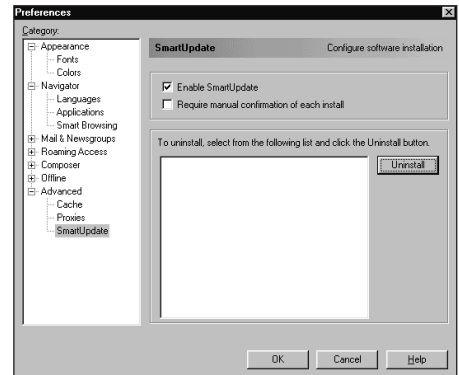 Preferences
Category:
Appearance
Fonts
Colors
Navigator
Languages
Applications
Smart Browsing
Mail & Newsgroups
Roaming Access
Composer
Offline
Advanced
Cache
Proxies
SmartUpdate
SmartUpdate Configure software installation
Enable SmartUpdate
Require manual confirmation of each install
To uninstall, select from the following list and click the Uninstall button.
Uninstall
OK Cancel Help